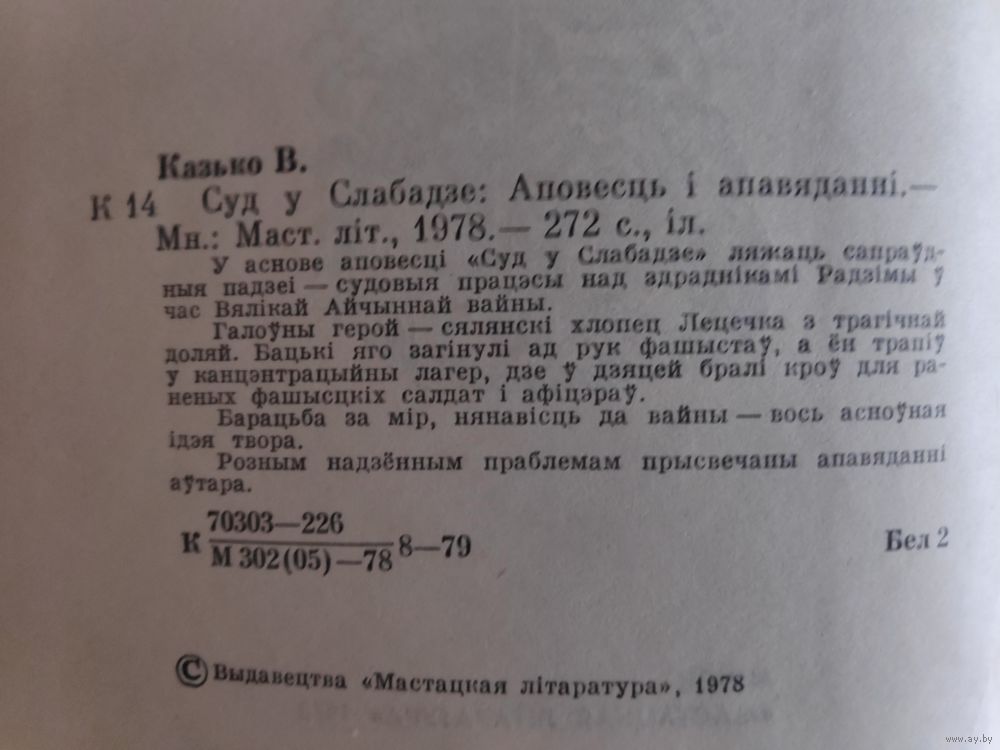 Казько В.
К 14 Суд у Слабадзе: Аповесць і апавяданні.—
Мн.: Маст. літ., 1978.— 272 с., іл.
У аснове аповесці «Суд у Слабадзе» ляжаць сапраўд-
ныя падзеі — судовыя працэсы над здраднікамі Радзімы ў
час Вялікай Айчыннай вайны.
Галоўны герой — сялянскі хлопец Лецечка з трагічнай
доляй. Бацькі яго загінулі ад рук фашыстаў, а ён трапіў
у канцэнтрацыйны лагер, дзе ў дзяцей бралі кроў для ра-
неных фашысцкіх салдат і афіцэраў.
Барацьба за мір, нянавісць да вайны — вось асноўная
ідэя твора.
Розным надзённым праблемам прысвечаны апавяданні
аўтара.
К 70303—226
М 302(05)—78 8—79
Бел 2
© Выдавецтва «Мастацкая літаратура», 1978
www.ay.by